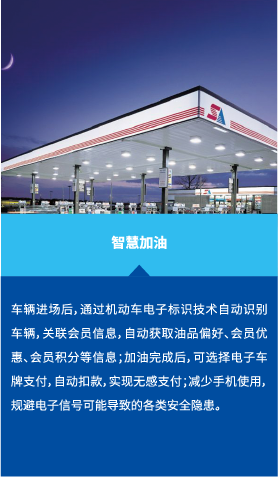 SA
智慧加油
车辆进场后，通过机动车电子标识技术自动识别
车辆，关联会员信息，自动获取油品偏好、会员优
惠、会员积分等信息；加油完成后，可选择电子车
牌支付，自动扣款，实现无感支付；减少手机使用，
规避电子信号可能导致的各类安全隐患。